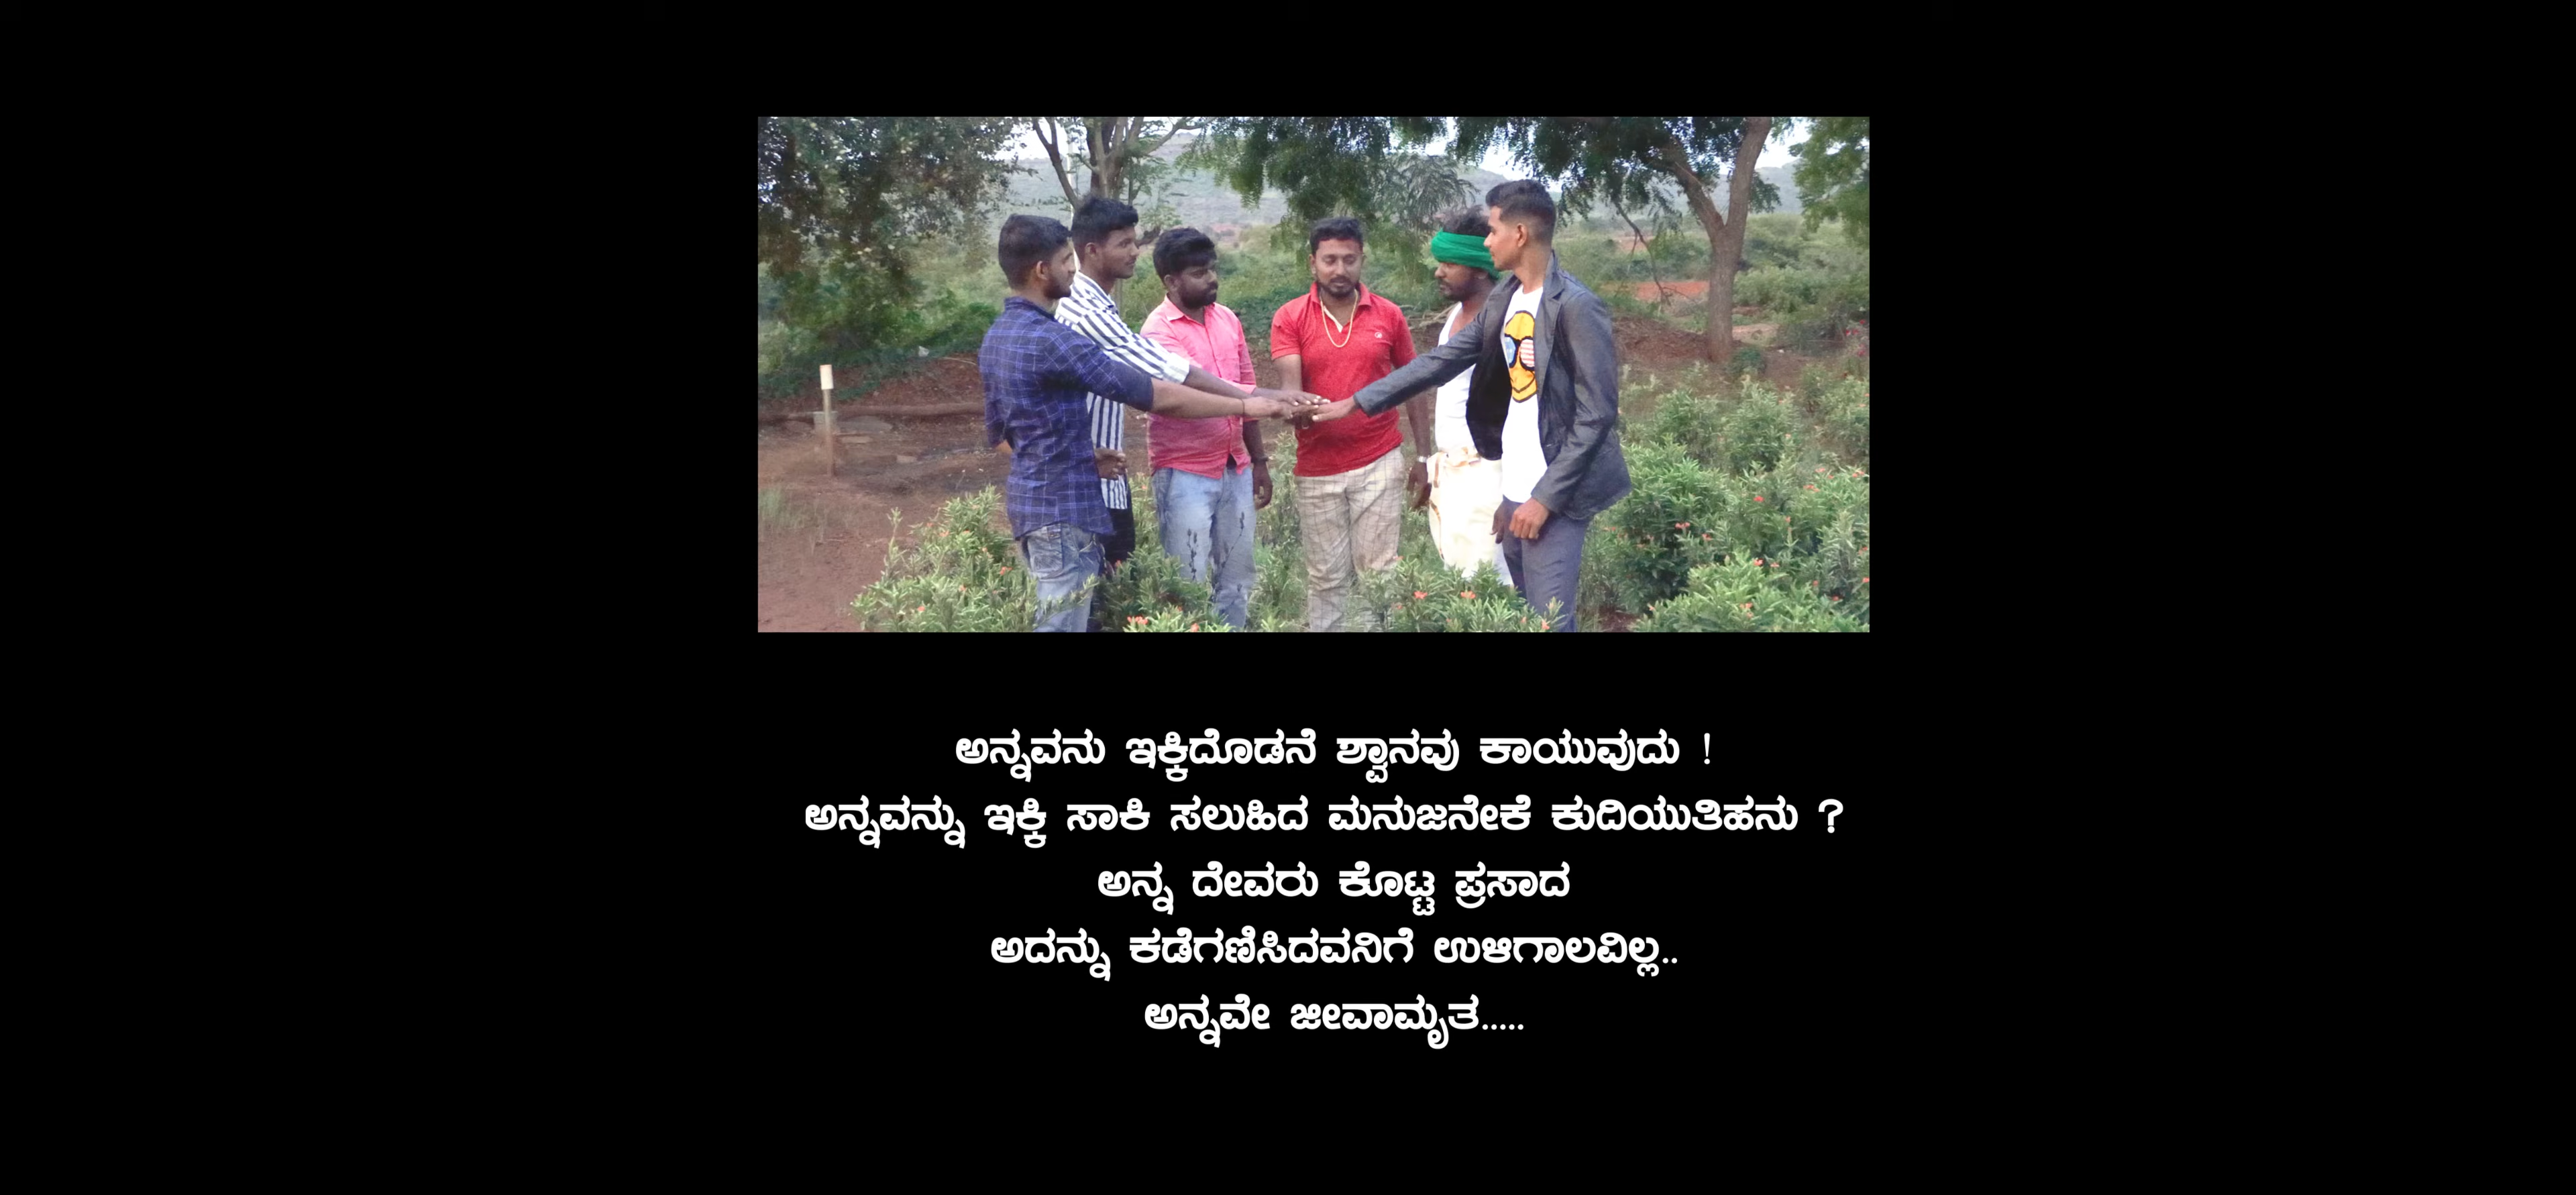 ಅನ್ನವನು ಇಕ್ಕಿದೊಡನೆ ಶ್ವಾನವು ಕಾಯುವುದು !
ಅನ್ನವನ್ನು ಇಕ್ಕಿ ಸಾಕಿ ಸಲುಹಿದ ಮನುಜನೇಕೆ ಕುದಿಯುತಿಹನು ?
ಅನ್ನ ದೇವರು ಕೊಟ್ಟ ಪ್ರಸಾದ
ಅದನ್ನು ಕಡೆಗಣಿಸಿದವನಿಗೆ ಉಳಿಗಾಲವಿಲ್ಲ..
ಅನ್ನವೇ ಜೀವಾಮೃತ.....